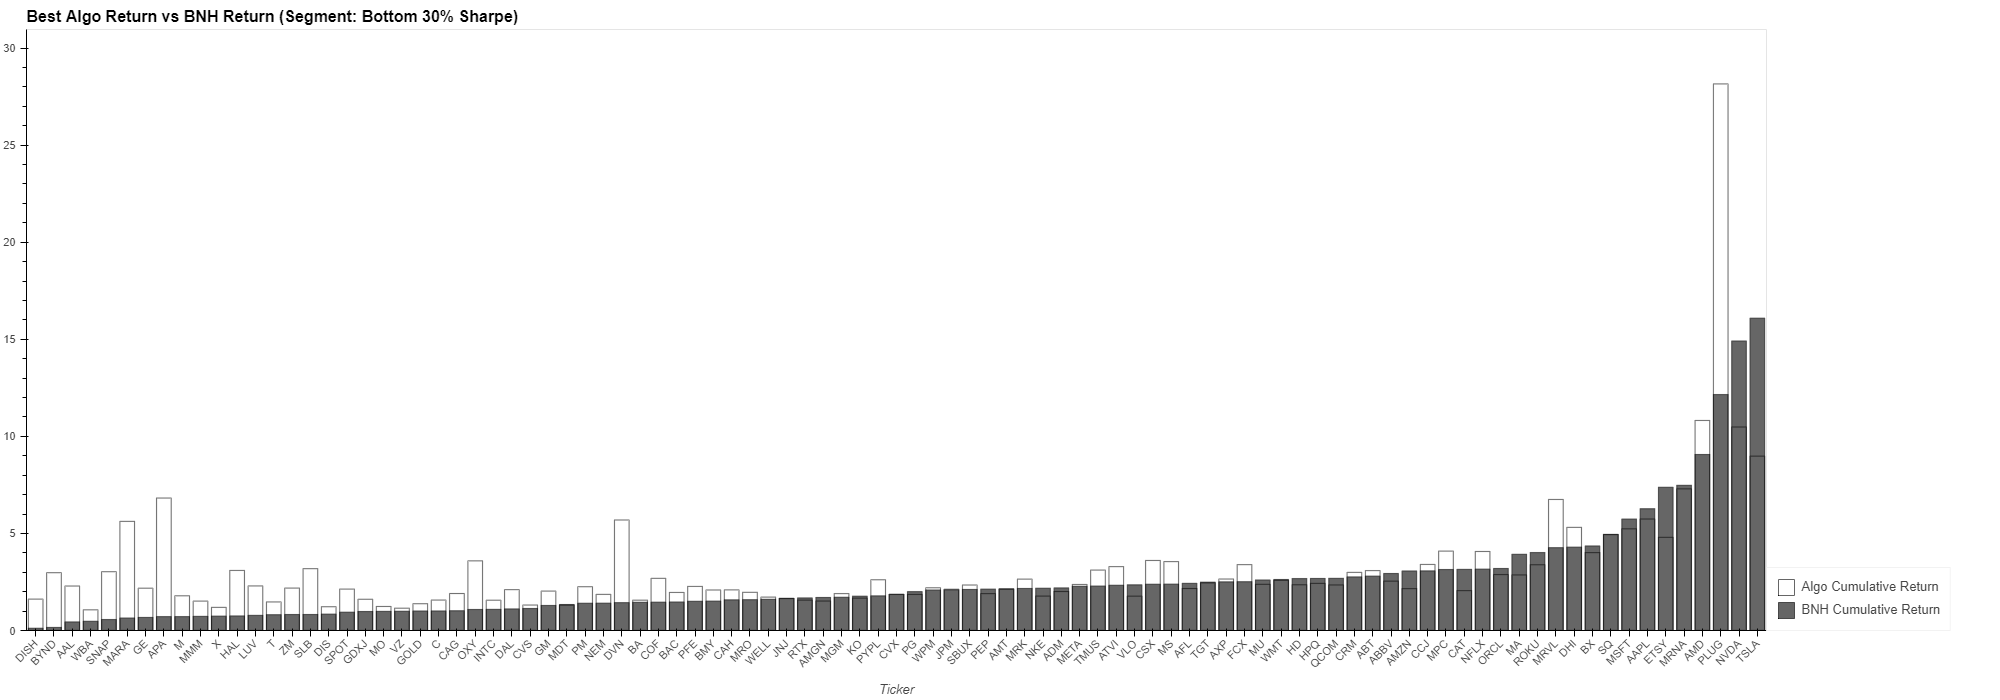 Best Algo Return vs BNH Return (Segment: Bottom 30% Sharpe)
30
25
20
15
10
5
0
DISH
BYND
AAL
WBA
SNAP
MARA
GE
APA
M
MMM
X
HAL
LUV
T
ZM
SLB
DIS
SPOT
GDXJ
MO
VZ
GOLD
C
CAG
OXY
INTC
DAL
CVS
GM
MDT
PM
NEM
DVN
BA
COF
BAC
PFE
BMY
CAH
MRO
WELL
JNJ
RTX
AMGN
MGM
KO
PYPL
CVX
PG
WPM
JPM
SBUX
PEP
AMT
MRK
NKE
ADM
META
TMUS
ATVI
VLO
CSX
MS
AFL
TGT
AXP
FCX
MU
WMT
HD
HPQ
QCOM
CRM
ABT
ABBV
AMZN
CCJ
MPC
CAT
NFLX
ORCL
MA
ROKU
MRVL
DHI
BX
SQ
MSFT
AAPL
ETSY
MRNA
AMD
PLUG
NVDA
TSLA
Ticker
Algo Cumulative Return
BNH Cumulative Return